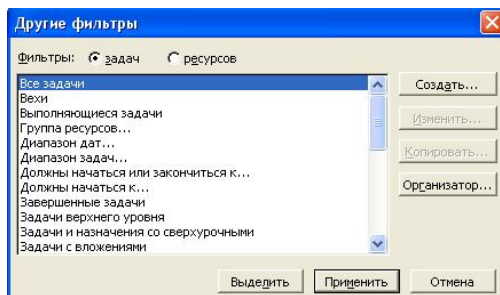 Другие фильтры
Фильтры: задач ресурсов
Все задачи
Вехи
Выполняющиеся задачи
Группа ресурсов...
Диапазон дат...
Диапазон задач...
Должны начаться или закончиться к...
Должны начаться к...
Завершенные задачи
Задачи верхнего уровня
Задачи и назначения со сверхурочными
Задачи с вложениями
Создать...
Изменить...
Копировать...
Организатор...
Выделить Применить Отмена